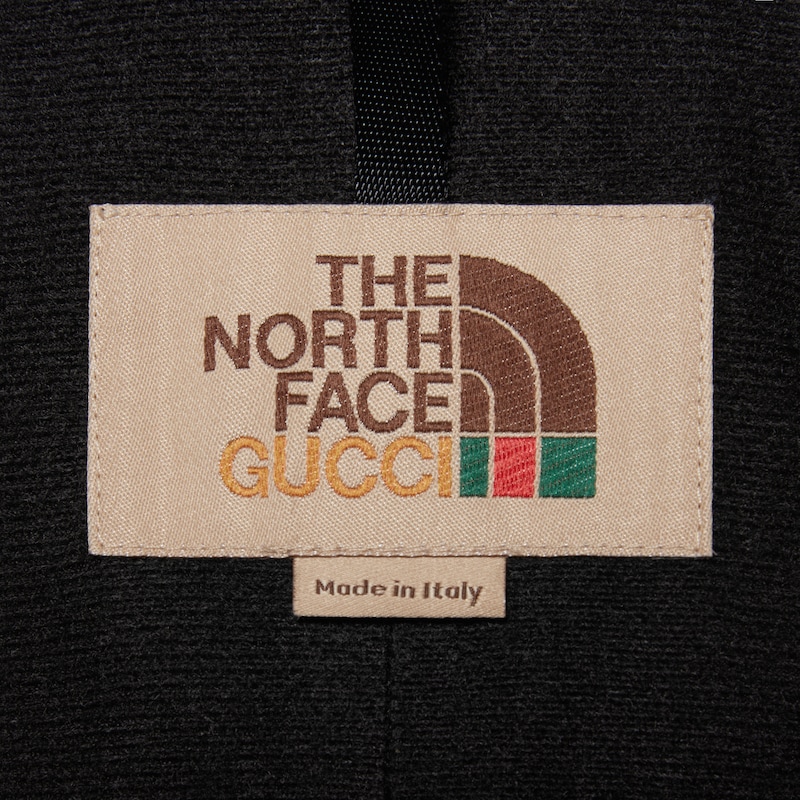 THE
NORTH
FACE
GUCCI
Made in Italy